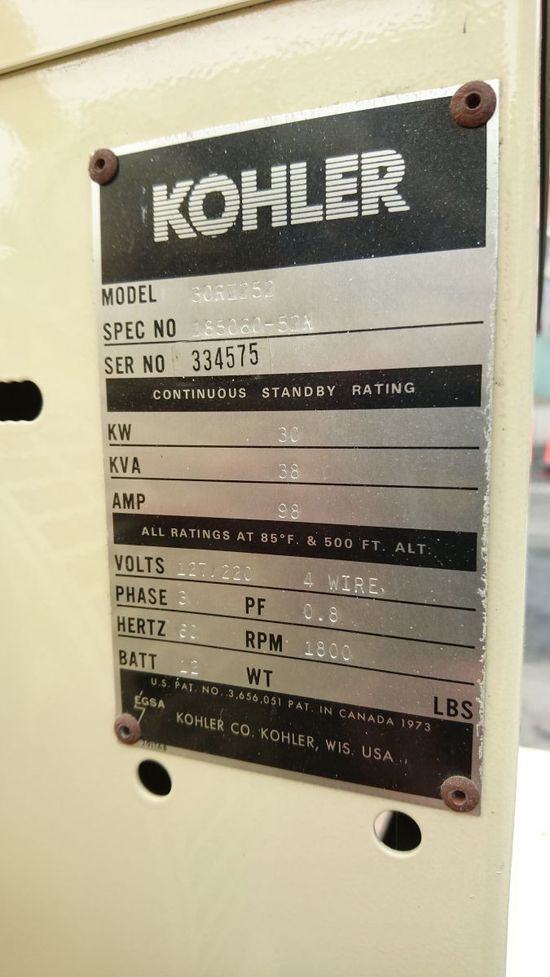 KOHLER
MODEL
SPEC NO
SER NO 334575
CONTINUOUS STANDBY RATING
KW 30
KVA 38
AMP 98
ALL RATINGS AT 85°F. & 500 FT. ALT.
VOLTS 127/220 4 WIRE
PHASE 3 PF 0.8
HERTZ 60 RPM 1800
BATT 12 WT LBS
U.S. PAT. NO. 3,656,051 PAT. IN CANADA 1973
EGSA
KOHLER CO. KOHLER, WIS. USA